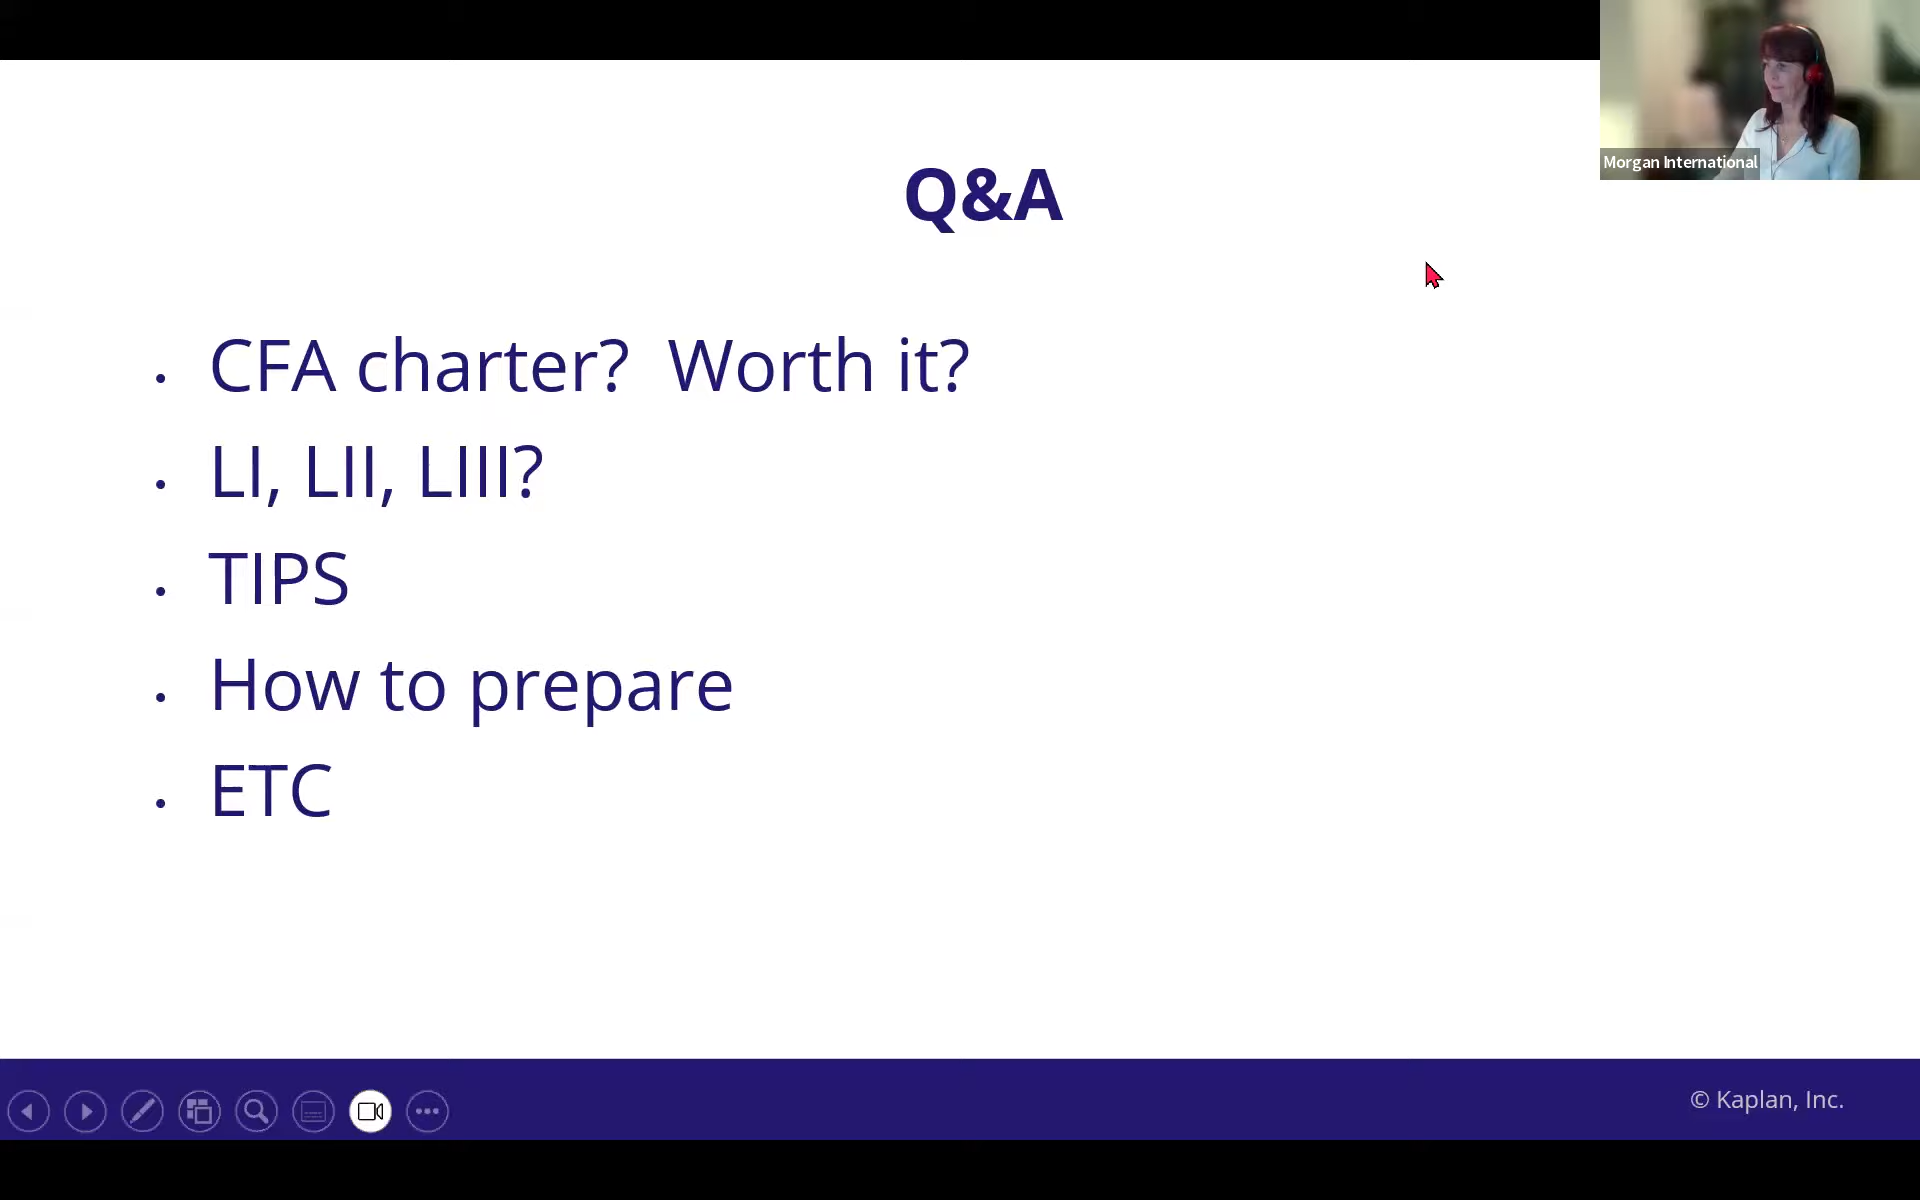 Morgan International
Q&A
• CFA charter?  Worth it?
• LI, LII, LIII?
• TIPS
• How to prepare
• ETC
© Kaplan, Inc.